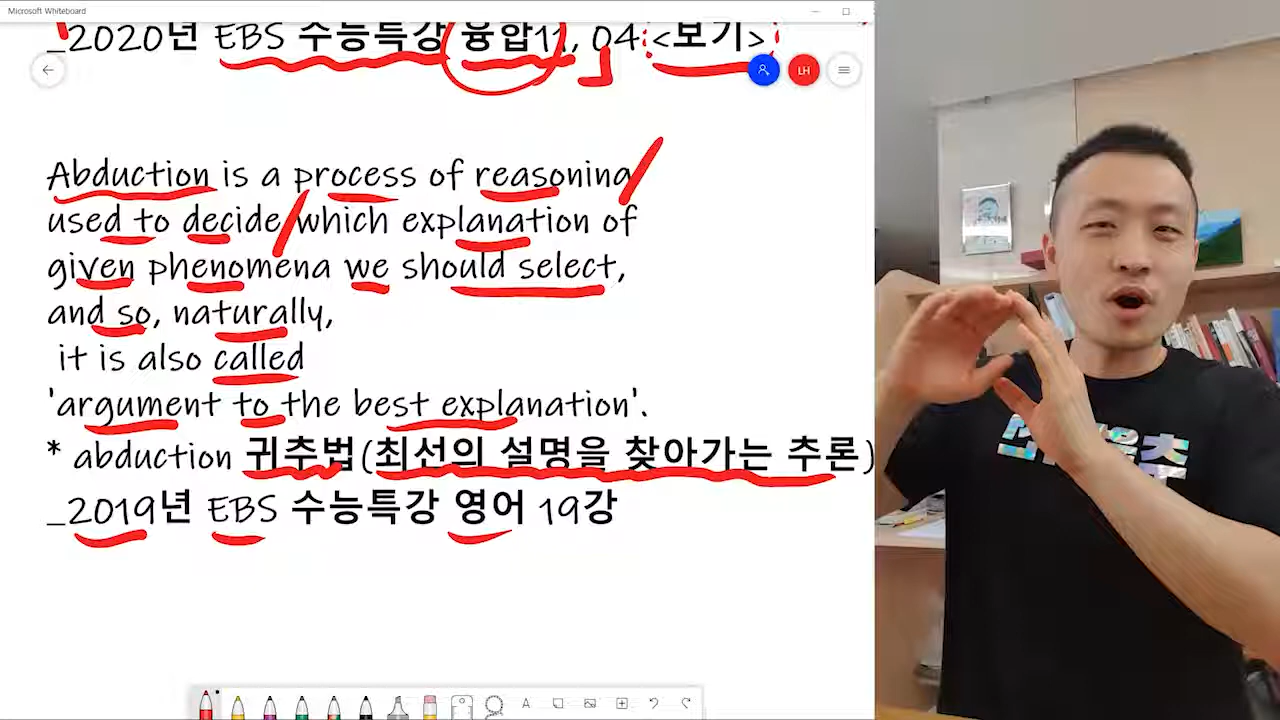 Microsoft Whiteboard
_2020년 EBS 수능특강 융합11, 04 <보기>
LH
Abduction is a process of reasoning
used to decide which explanation of
given phenomena we should select,
and so, naturally,
it is also called
'argument to the best explanation'.
* abduction 귀추법(최선의 설명을 찾아가는 추론)
_2019년 EBS 수능특강 영어 19강